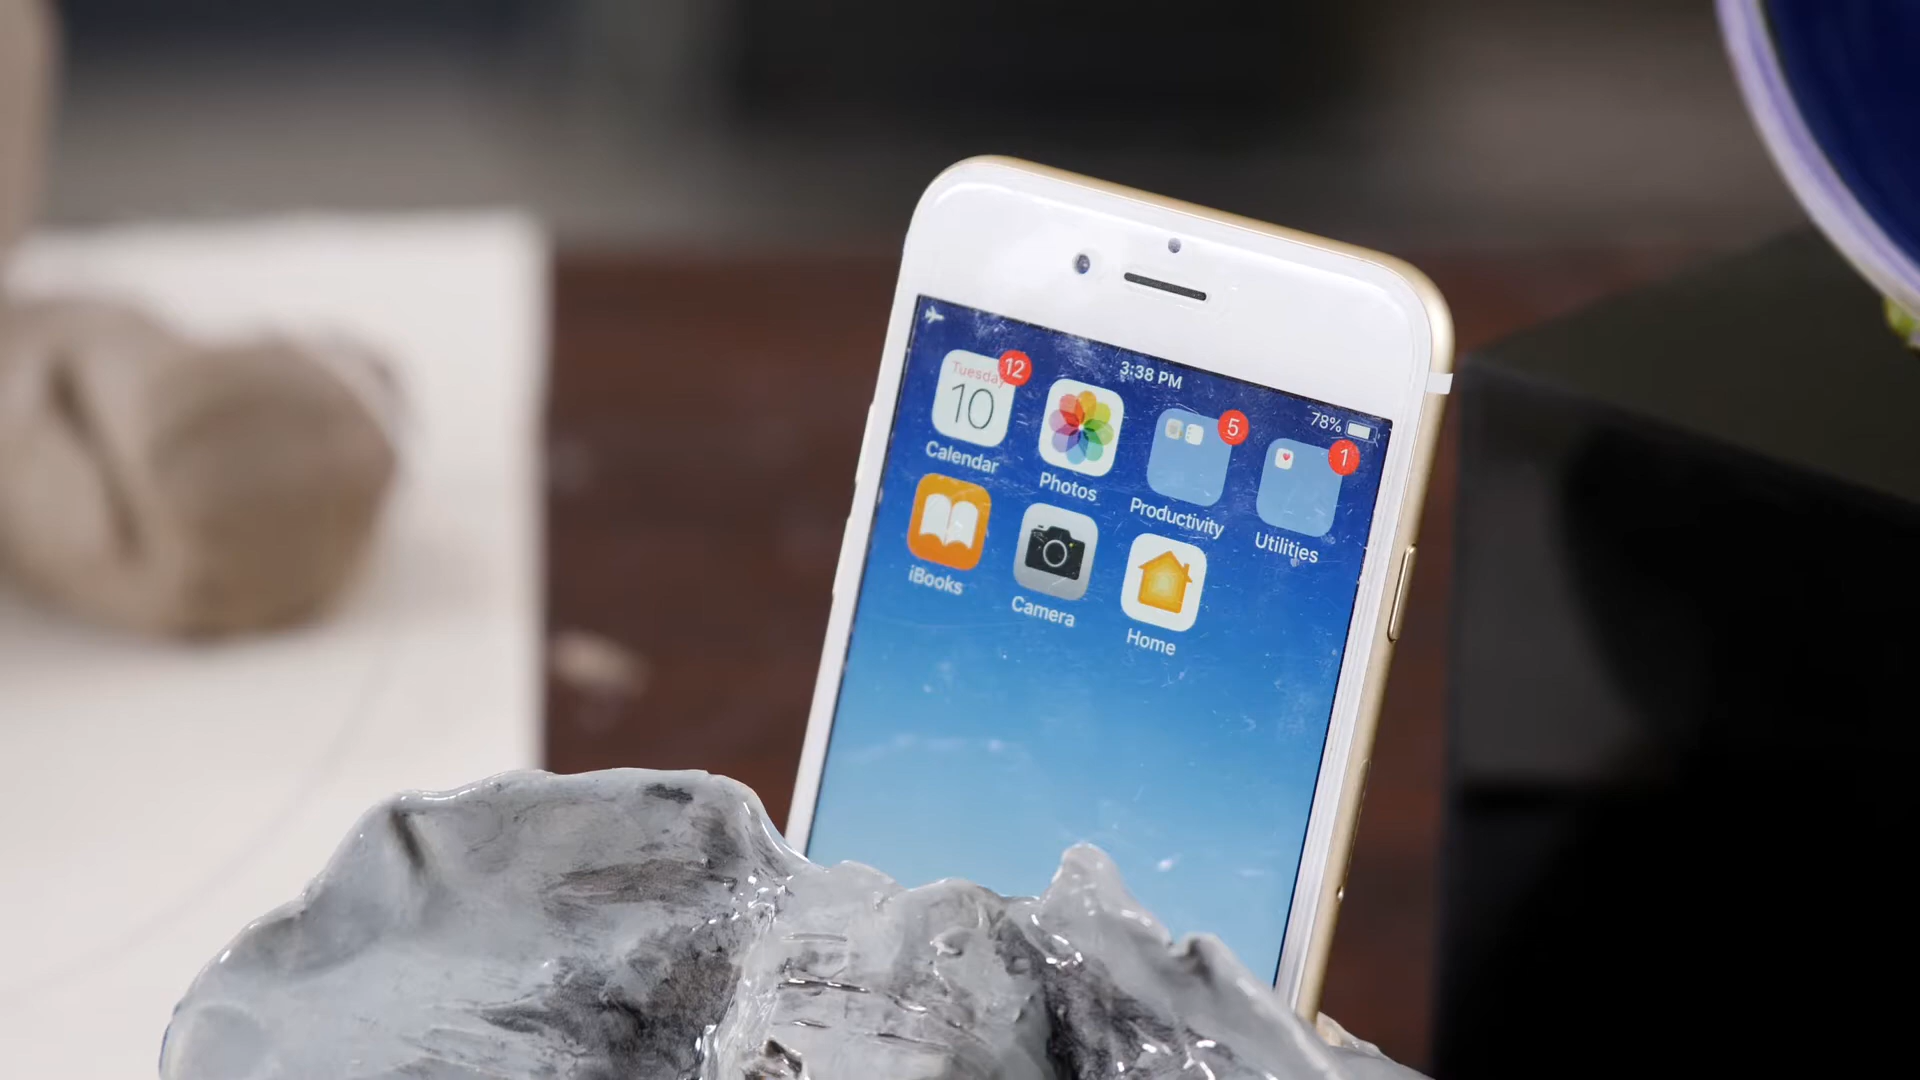 3:38 PM
78%
Tuesday
10
12
5
1
Calendar
Photos
Productivity
Utilities
iBooks
Camera
Home